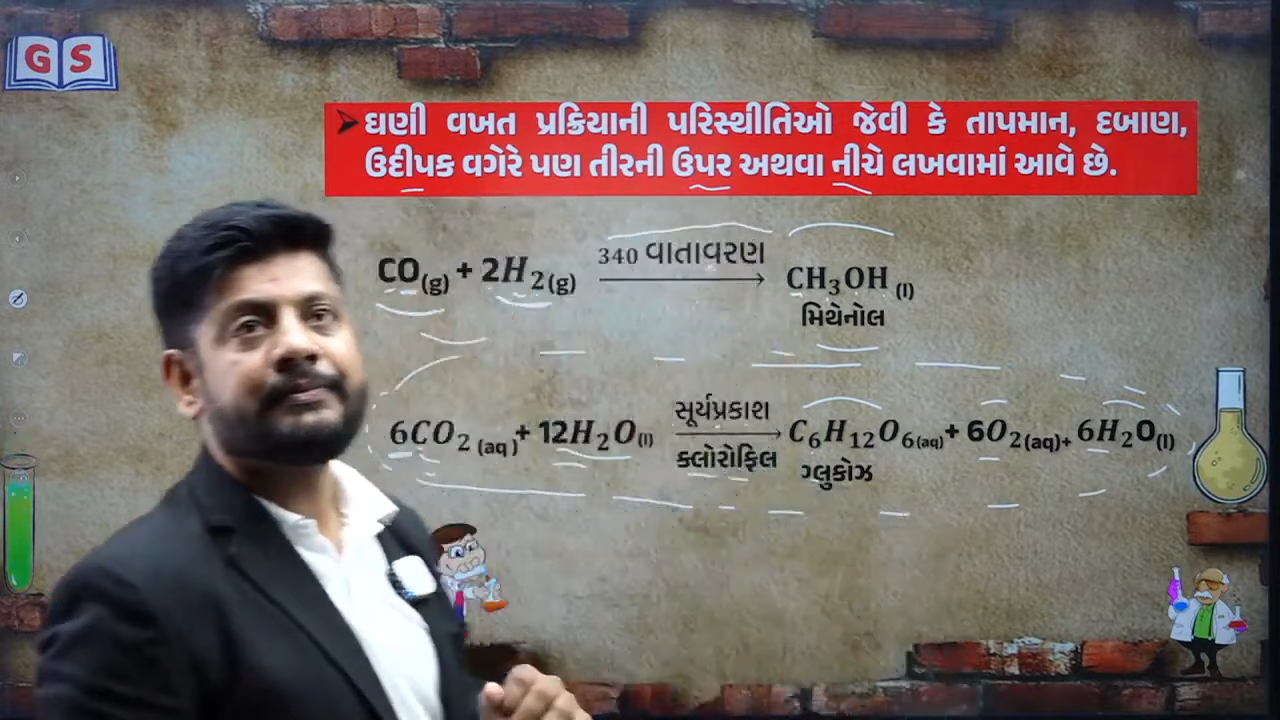 GS
➤ ઘણી વખત પ્રક્રિયાની પરિસ્થીતિઓ જેવી કે તાપમાન, દબાણ,
ઉદીપક વગેરે પણ તીરની ઉપર અથવા નીચે લખવામાં આવે છે.
CO(g) + 2H₂(g) 340 વાતાવરણ → CH₃OH (l)
મિથેનોલ
6CO₂ (aq) + 12H₂O(l) સૂર્યપ્રકાશ → C₆H₁₂O₆(aq) + 6O₂(aq)+ 6H₂O(l)
ક્લોરોફિલ ગ્લુકોઝ